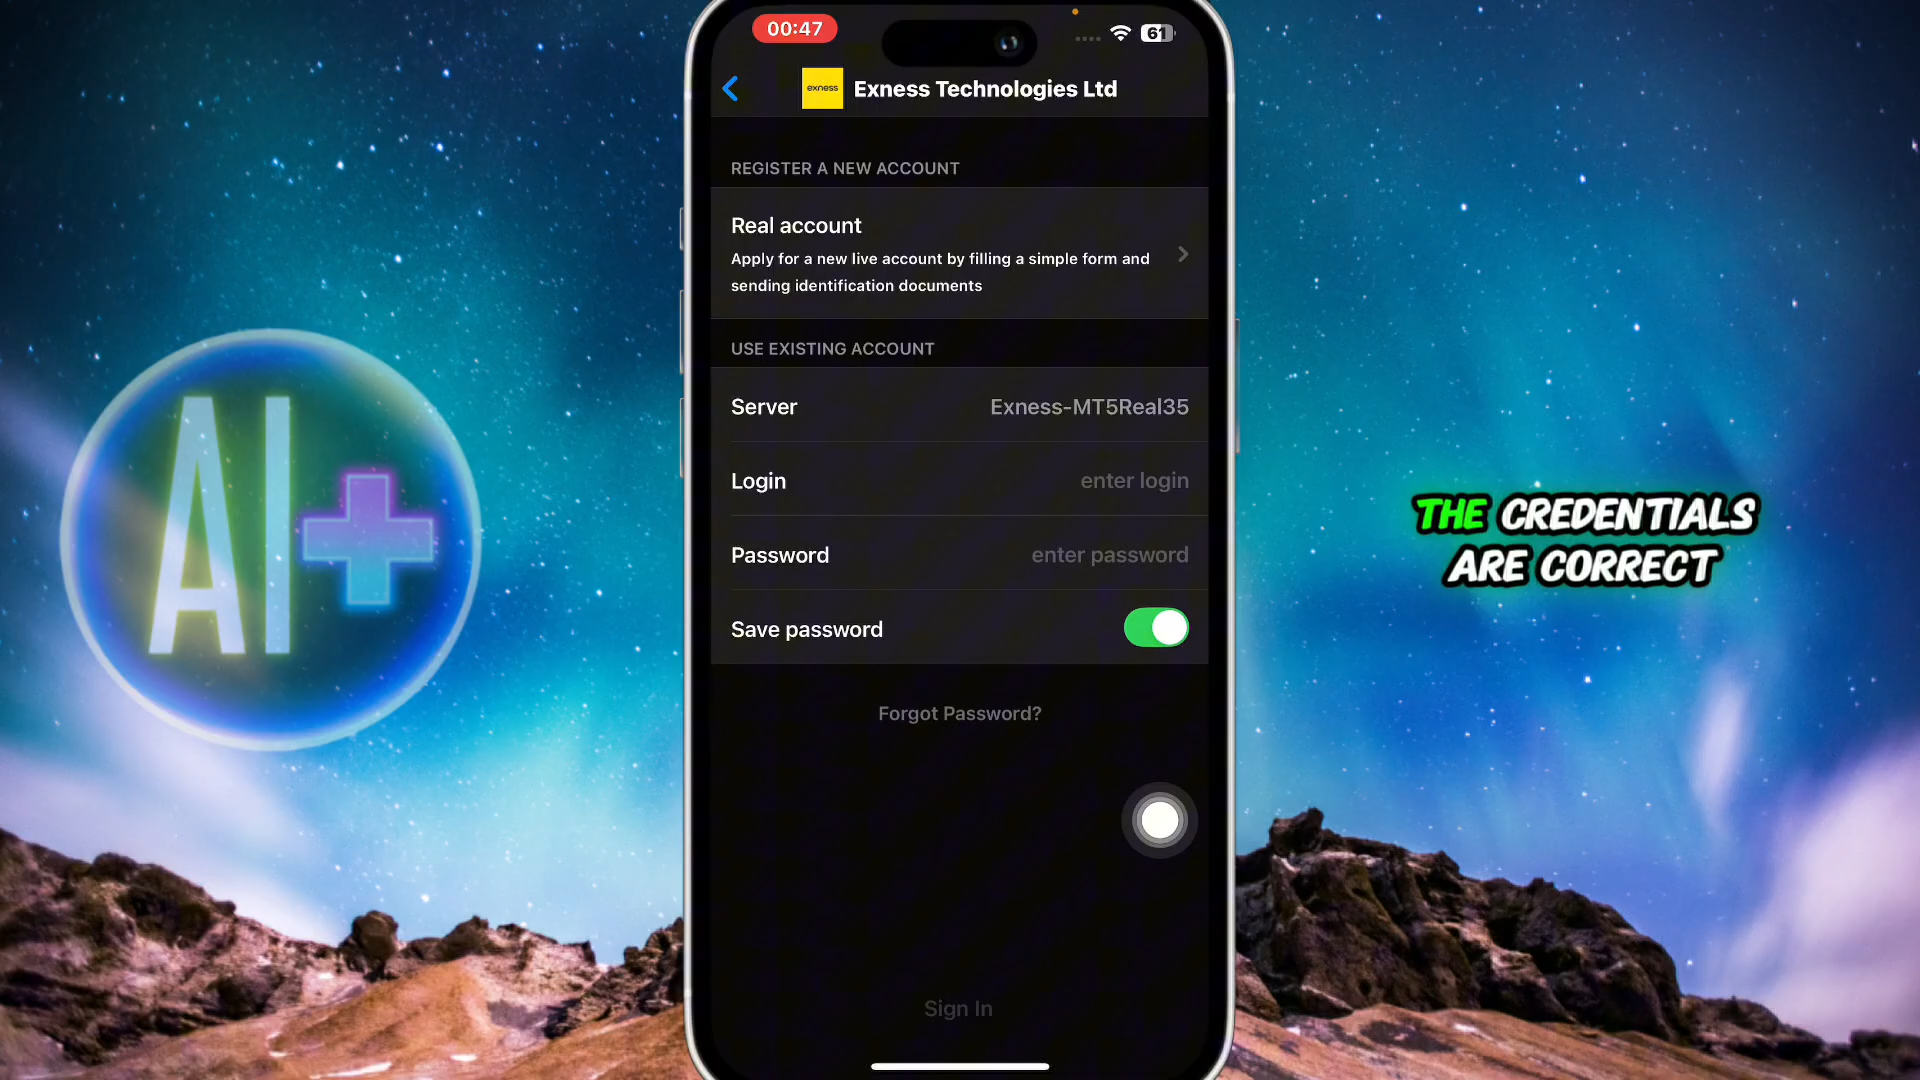 00:47
61
exness Exness Technologies Ltd
REGISTER A NEW ACCOUNT
Real account
Apply for a new live account by filling a simple form and
sending identification documents
USE EXISTING ACCOUNT
Server Exness-MT5Real35
Login enter login
Password enter password
Save password
Forgot Password?
Sign In
AI+
THE CREDENTIALS
ARE CORRECT